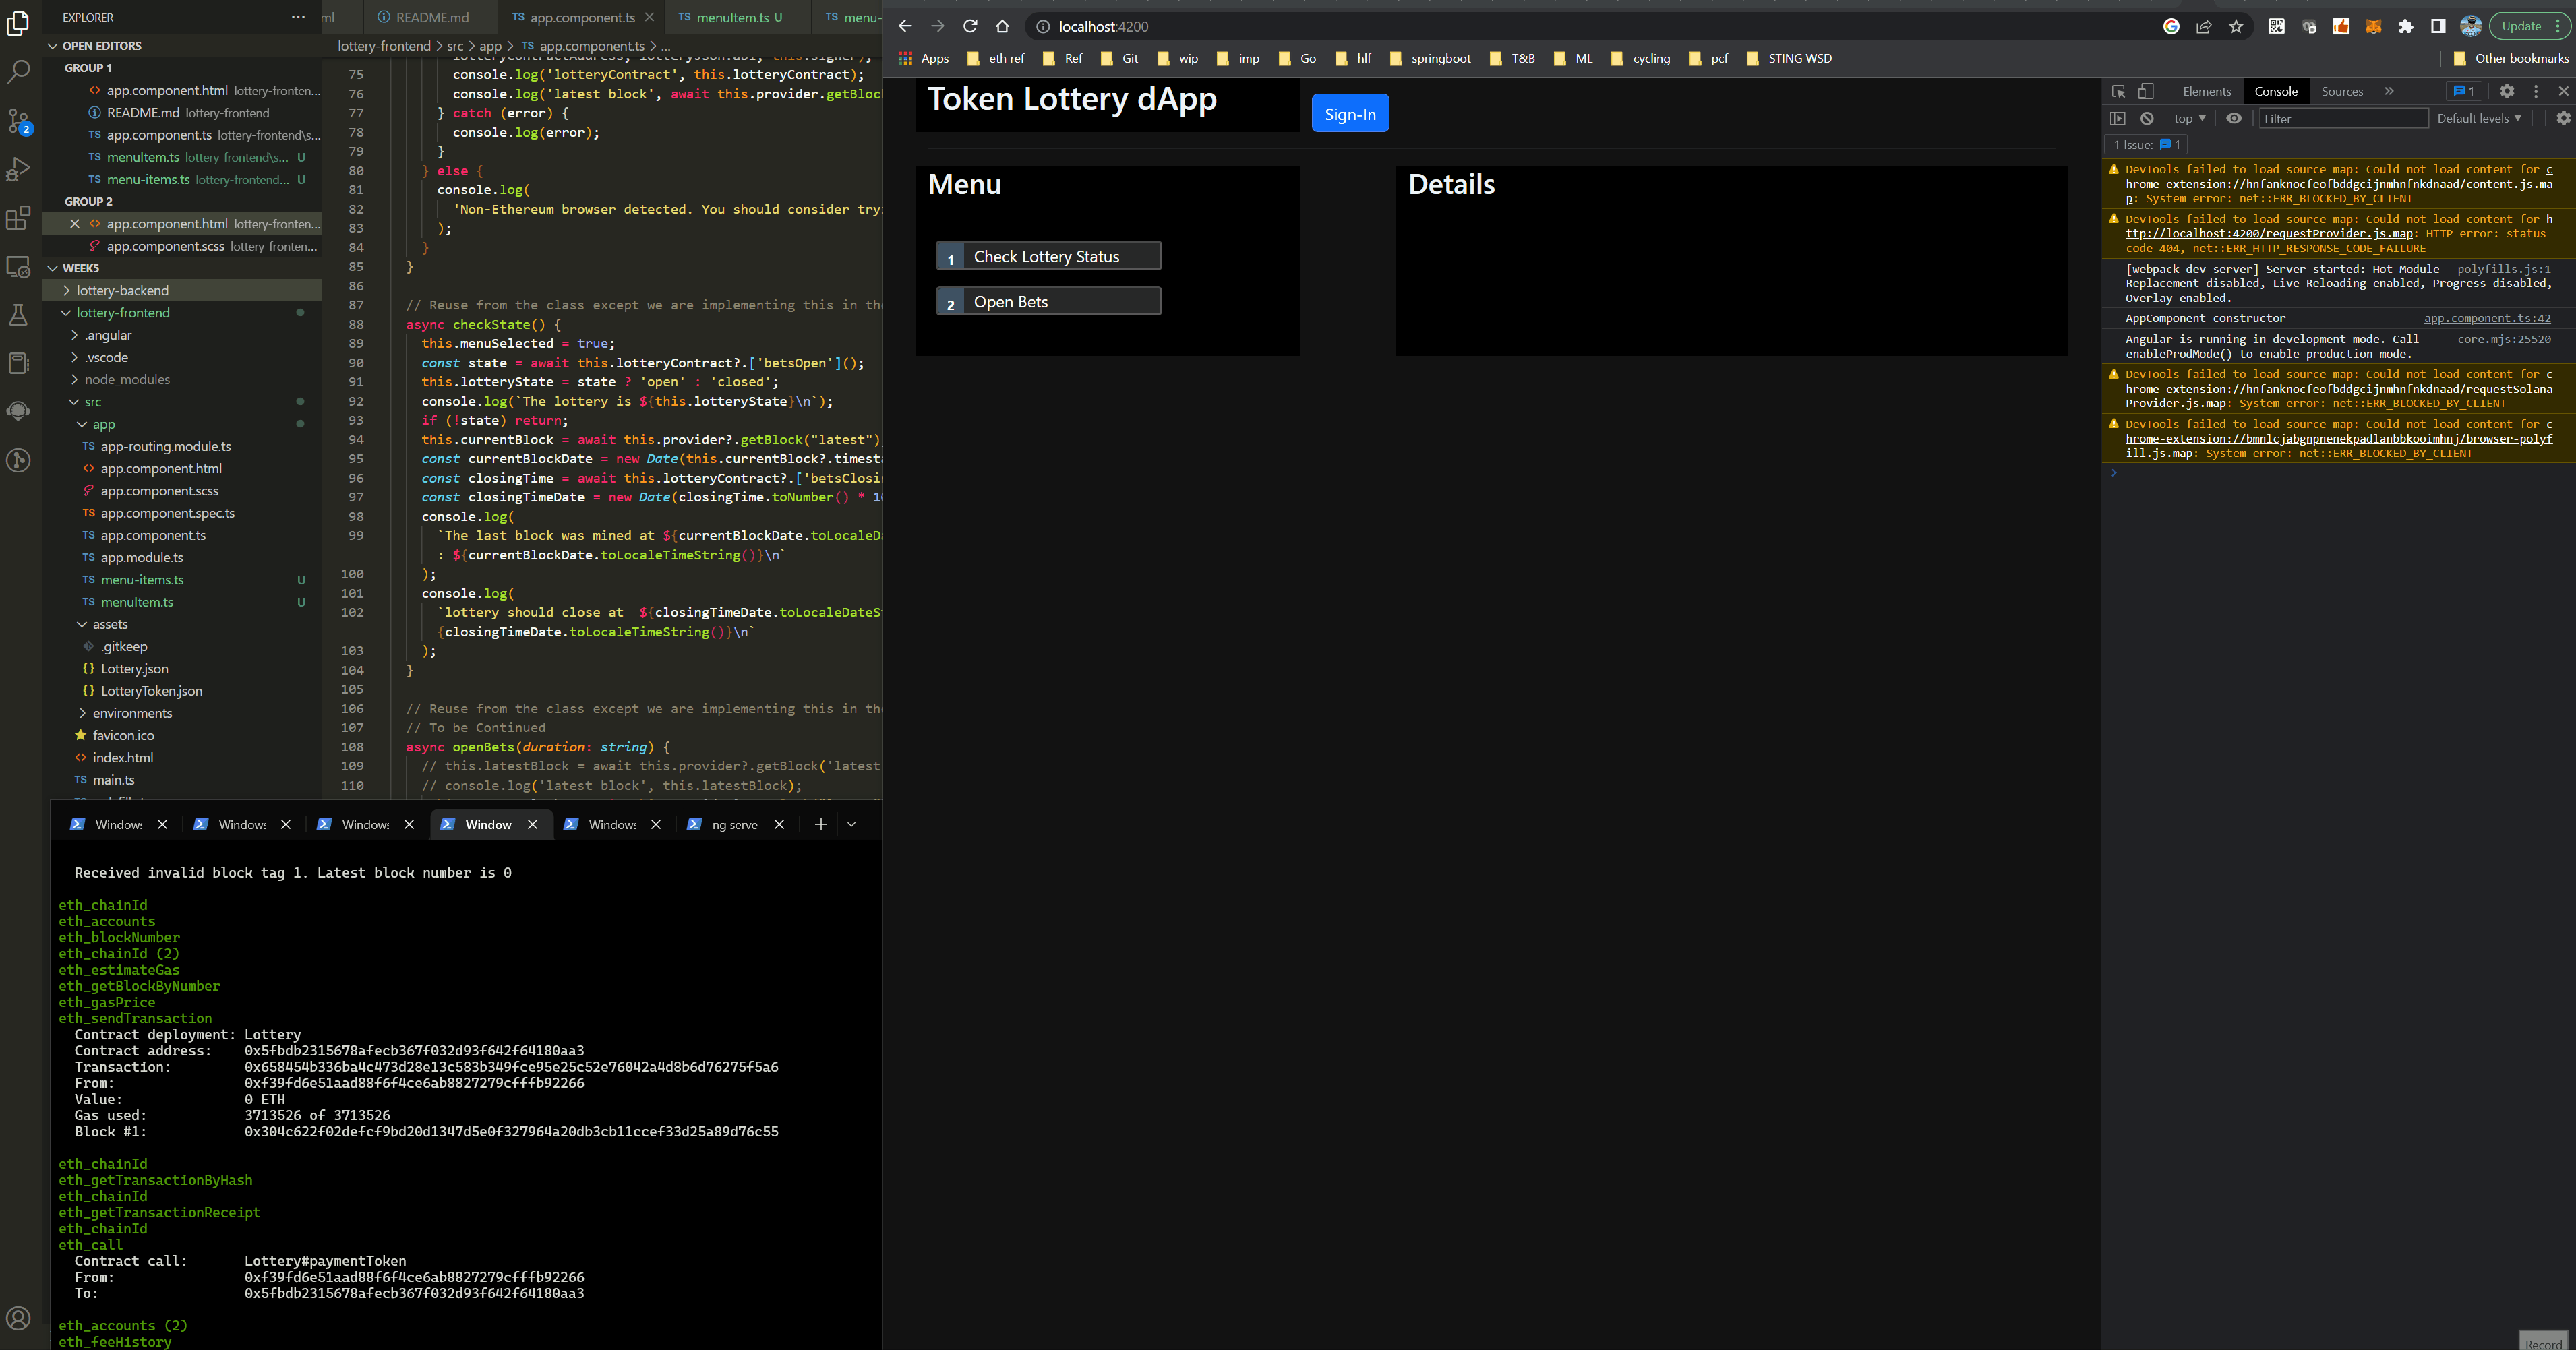 EXPLORER
OPEN EDITORS
GROUP 1
app.component.html lottery-fronten...
README.md lottery-frontend
TS app.component.ts lottery-frontend\s...
TS menuItem.ts lottery-frontend\s... U
TS menu-items.ts lottery-frontend... U
GROUP 2
app.component.html lottery-fronten...
app.component.scss lottery-fronten...
WEEK5
lottery-backend
lottery-frontend
.angular
.vscode
node_modules
src
app
TS app-routing.module.ts
app.component.html
app.component.scss
TS app.component.spec.ts
TS app.component.ts
TS app.module.ts
TS menu-items.ts U
TS menuItem.ts U
assets
.gitkeep
{} Lottery.json
{} LotteryToken.json
environments
favicon.ico
index.html
TS main.ts
2
ml README.md TS app.component.ts TS menuItem.ts U TS menu-
lottery-frontend > src > app > TS app.component.ts > ...
75 console.log('lotteryContract', this.lotteryContract);
76 console.log('latest block', await this.provider.getBlock
77 } catch (error) {
78 console.log(error);
79 }
80 } else {
81 console.log(
82 'Non-Ethereum browser detected. You should consider try
83 );
84 }
85 }
86
87 // Reuse from the class except we are implementing this in the
88 async checkState() {
89 this.menuSelected = true;
90 const state = await this.lotteryContract?.['betsOpen']();
91 this.lotteryState = state ? 'open' : 'closed';
92 console.log(`The lottery is ${this.lotteryState}\n`);
93 if (!state) return;
94 this.currentBlock = await this.provider?.getBlock("latest")
95 const currentBlockDate = new Date(this.currentBlock?.timesta
96 const closingTime = await this.lotteryContract?.['betsClosin
97 const closingTimeDate = new Date(closingTime.toNumber() * 10
98 console.log(
99 `The last block was mined at ${currentBlockDate.toLocaleDa
: ${currentBlockDate.toLocaleTimeString()}\n`
100 );
101 console.log(
102 `lottery should close at  ${closingTimeDate.toLocaleDateSt
{closingTimeDate.toLocaleTimeString()}\n`
103 );
104 }
105
106 // Reuse from the class except we are implementing this in the
107 // To be Continued
108 async openBets(duration: string) {
109 // this.latestBlock = await this.provider?.getBlock('latest
110 // console.log('latest block', this.latestBlock);
Window: Window: Window: Window Window: ng serve
Received invalid block tag 1. Latest block number is 0
eth_chainId
eth_accounts
eth_blockNumber
eth_chainId (2)
eth_estimateGas
eth_getBlockByNumber
eth_gasPrice
eth_sendTransaction
Contract deployment: Lottery
Contract address: 0x5fbdb2315678afecb367f032d93f642f64180aa3
Transaction: 0x658454b336ba4c473d28e13c583b349fce95e25c52e76042a4d8b6d76275f5a6
From: 0xf39fd6e51aad88f6f4ce6ab8827279cfffb92266
Value: 0 ETH
Gas used: 3713526 of 3713526
Block #1: 0x304c622f02defcf9bd20d1347d5e0f327964a20db3cb11ccef33d25a89d76c55
eth_chainId
eth_getTransactionByHash
eth_chainId
eth_getTransactionReceipt
eth_chainId
eth_call
Contract call: Lottery#paymentToken
From: 0xf39fd6e51aad88f6f4ce6ab8827279cfffb92266
To: 0x5fbdb2315678afecb367f032d93f642f64180aa3
eth_accounts (2)
eth_feeHistory
localhost:4200
Update
Apps eth ref Ref Git wip imp Go hlf springboot T&B ML cycling pcf STING WSD Other bookmarks
Token Lottery dApp
Sign-In
Menu
1 Check Lottery Status
2 Open Bets
Details
Elements Console Sources » 1
top Filter Default levels
1 Issue: 1
DevTools failed to load source map: Could not load content for c
hrome-extension://hnfanknocfeofbddgcijnmhnfnkdnaad/content.js.ma
p: System error: net::ERR_BLOCKED_BY_CLIENT
DevTools failed to load source map: Could not load content for h
ttp://localhost:4200/requestProvider.js.map: HTTP error: status
code 404, net::ERR_HTTP_RESPONSE_CODE_FAILURE
[webpack-dev-server] Server started: Hot Module polyfills.js:1
Replacement disabled, Live Reloading enabled, Progress disabled,
Overlay enabled.
AppComponent constructor app.component.ts:42
Angular is running in development mode. Call core.mjs:25520
enableProdMode() to enable production mode.
DevTools failed to load source map: Could not load content for c
hrome-extension://hnfanknocfeofbddgcijnmhnfnkdnaad/requestSolana
Provider.js.map: System error: net::ERR_BLOCKED_BY_CLIENT
DevTools failed to load source map: Could not load content for c
hrome-extension://bmnlcjabgnpnenekpadlanbbkooimhnj/browser-polyf
ill.js.map: System error: net::ERR_BLOCKED_BY_CLIENT
Record